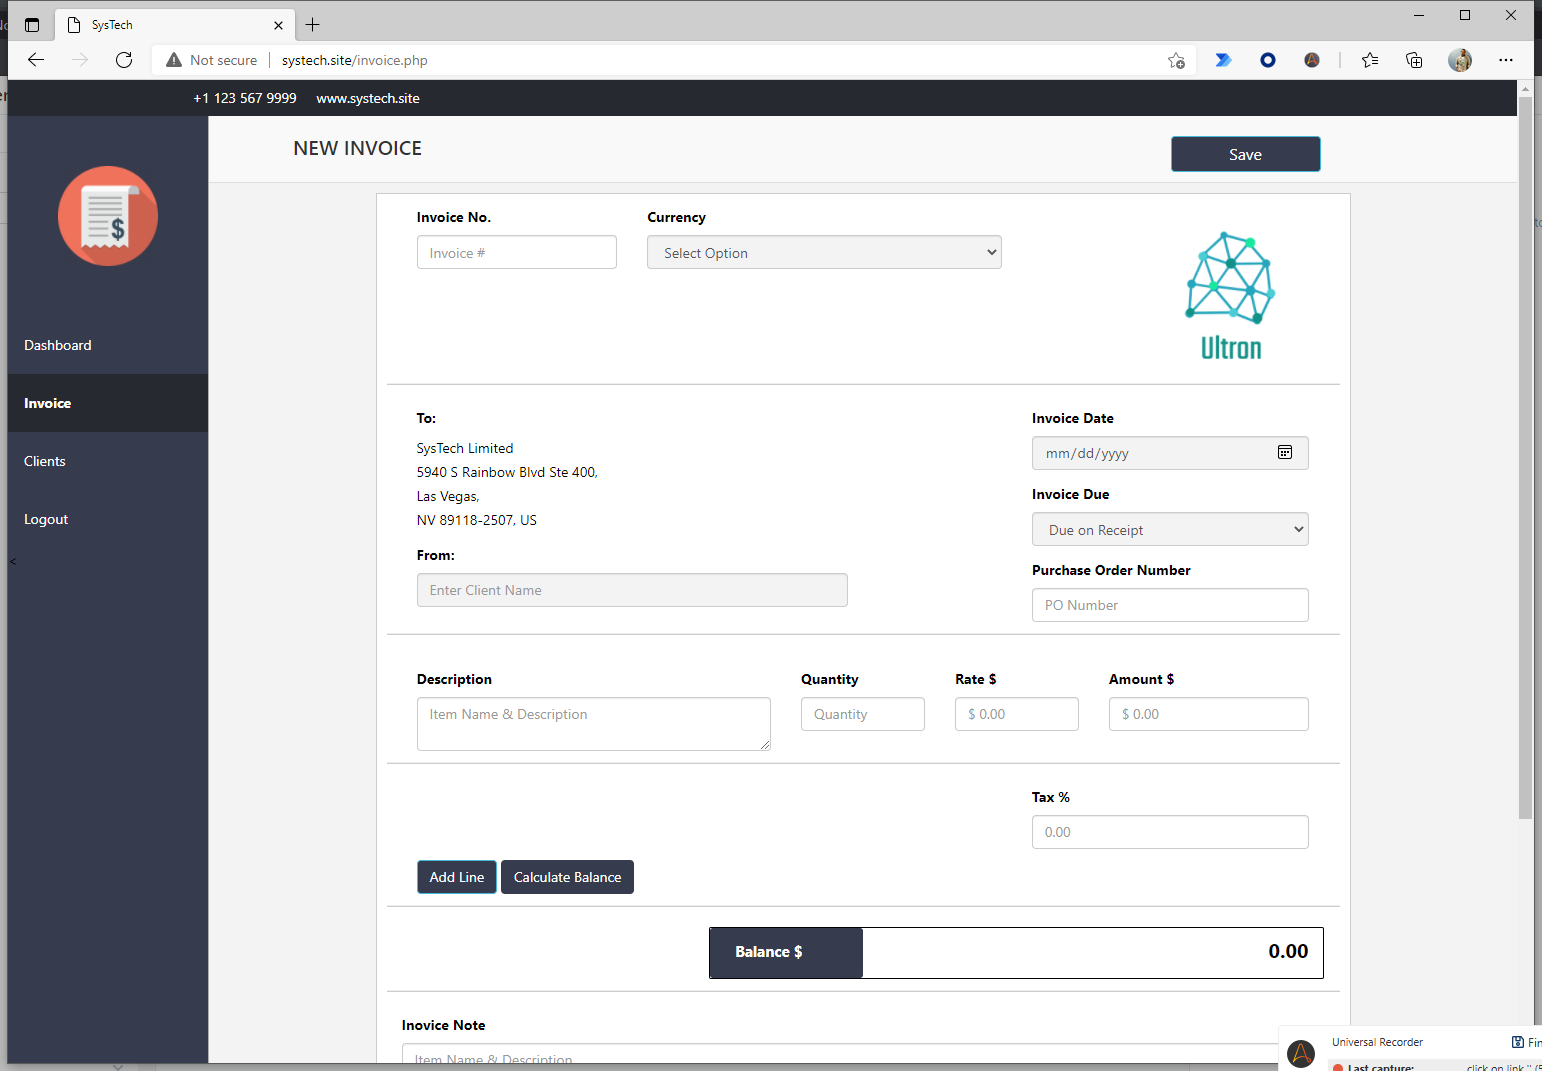 SysTech
Not secure
systech.site/invoice.php
+1 123 567 9999 www.systech.site
NEW INVOICE
Save
$
Dashboard
Invoice
Clients
Logout
<
Invoice No.
Invoice #
Currency
Select Option
Ultron
To:
SysTech Limited
5940 S Rainbow Blvd Ste 400,
Las Vegas,
NV 89118-2507, US
From:
Enter Client Name
Invoice Date
mm/dd/yyyy
Invoice Due
Due on Receipt
Purchase Order Number
PO Number
Description
Item Name & Description
Quantity
Quantity
Rate $
$ 0.00
Amount $
$ 0.00
Tax %
0.00
Add Line
Calculate Balance
Balance $
0.00
Inovice Note
Item Name & Description
Universal Recorder
Last capture:
click on link "